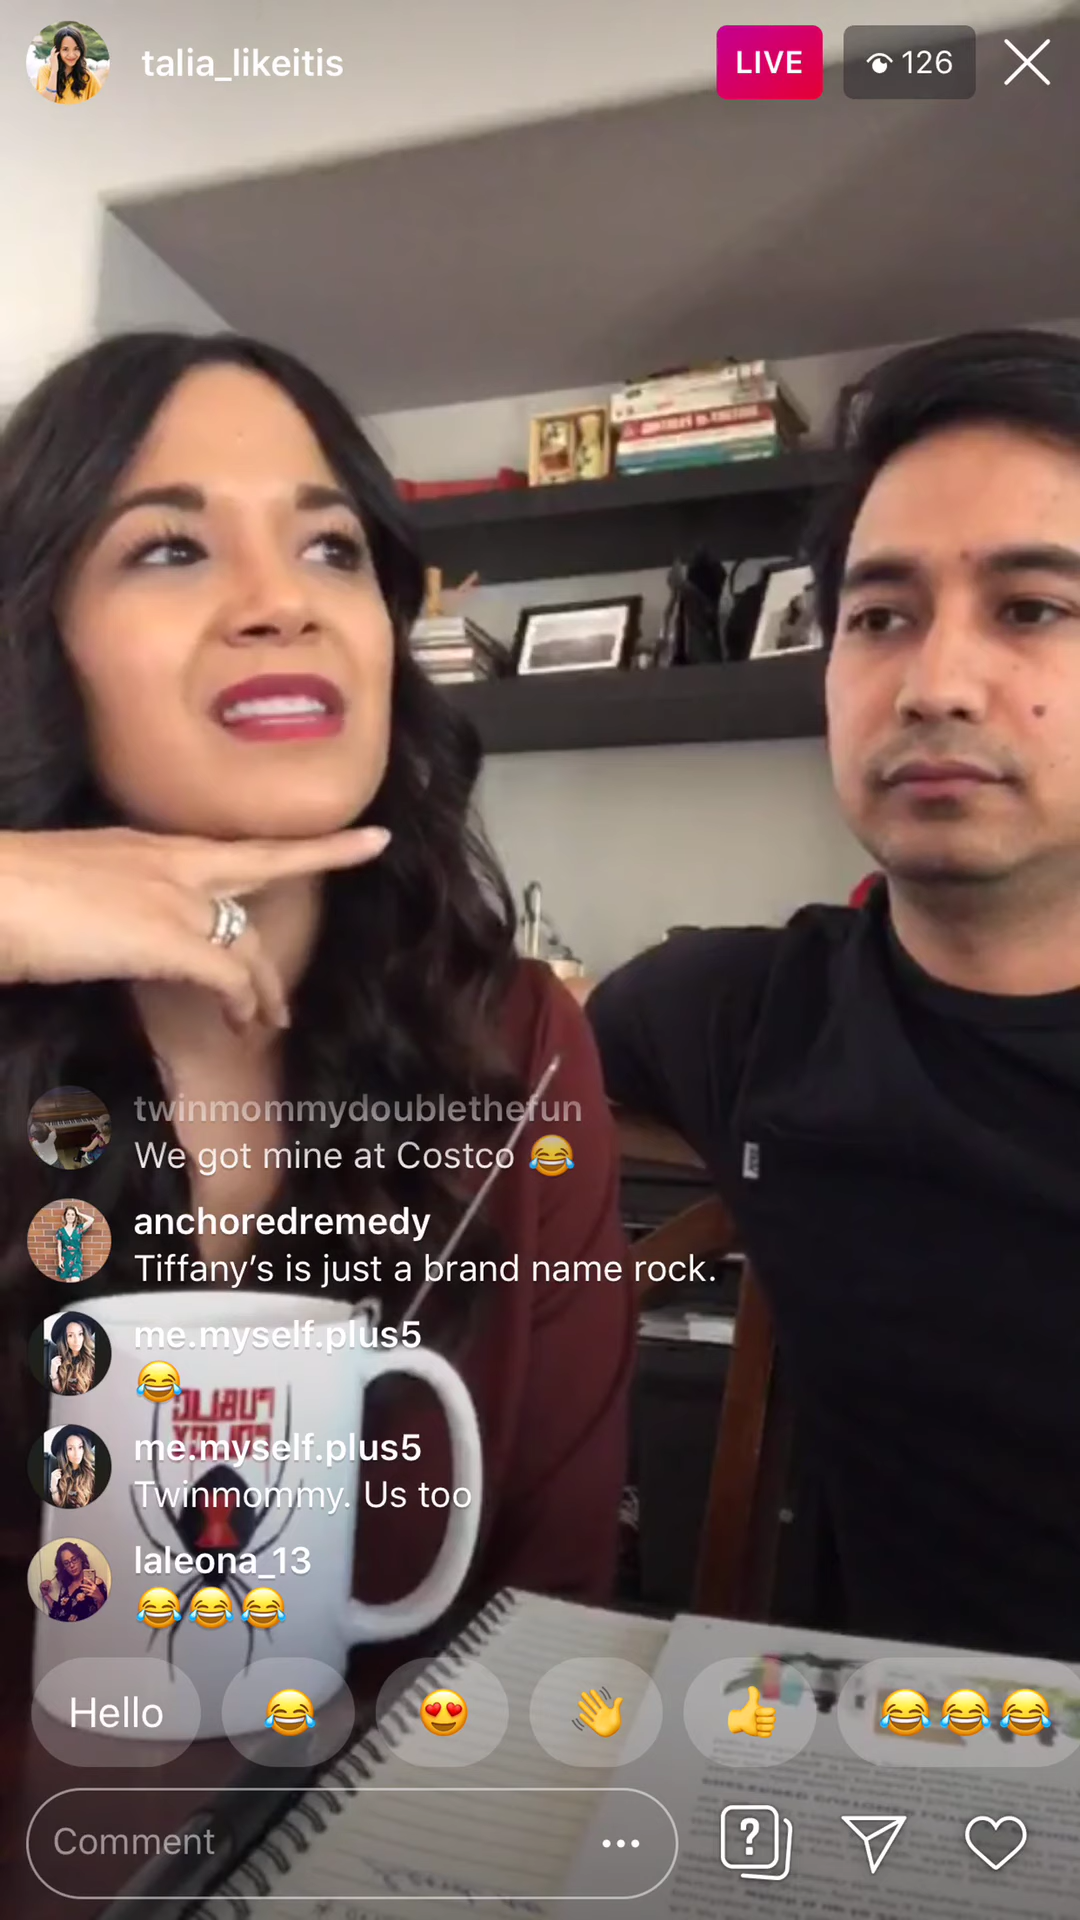 talia_likeitis
LIVE
126
twinmommydoublethefun
We got mine at Costco 😂
anchoredremedy
Tiffany’s is just a brand name rock.
me.myself.plus5
😂
PUBLIC
me.myself.plus5
Twinmommy. Us too
laleona_13
😂😂😂
Hello 😂 😍 👋 👍 😂😂😂
Comment